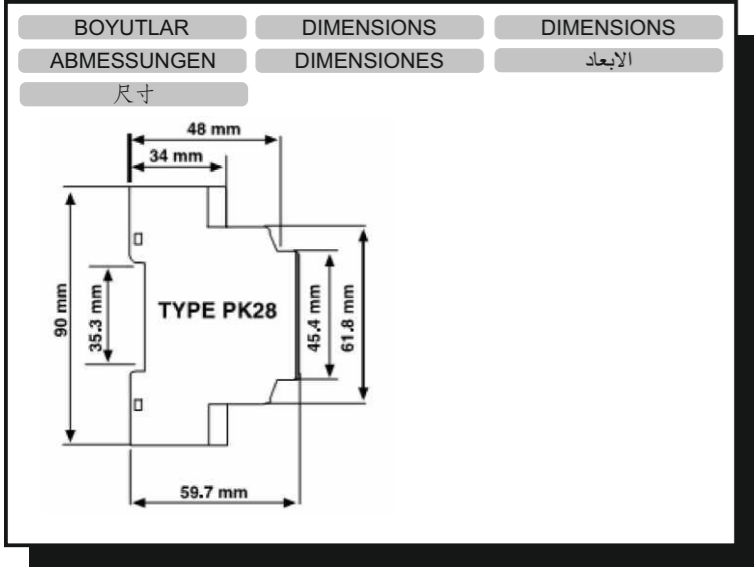 BOYUTLAR DIMENSIONS DIMENSIONS
ABMESSUNGEN DIMENSIONES الابعاد
尺寸
48 mm
34 mm
90 mm
35.3 mm
TYPE PK28
45.4 mm
61.8 mm
59.7 mm